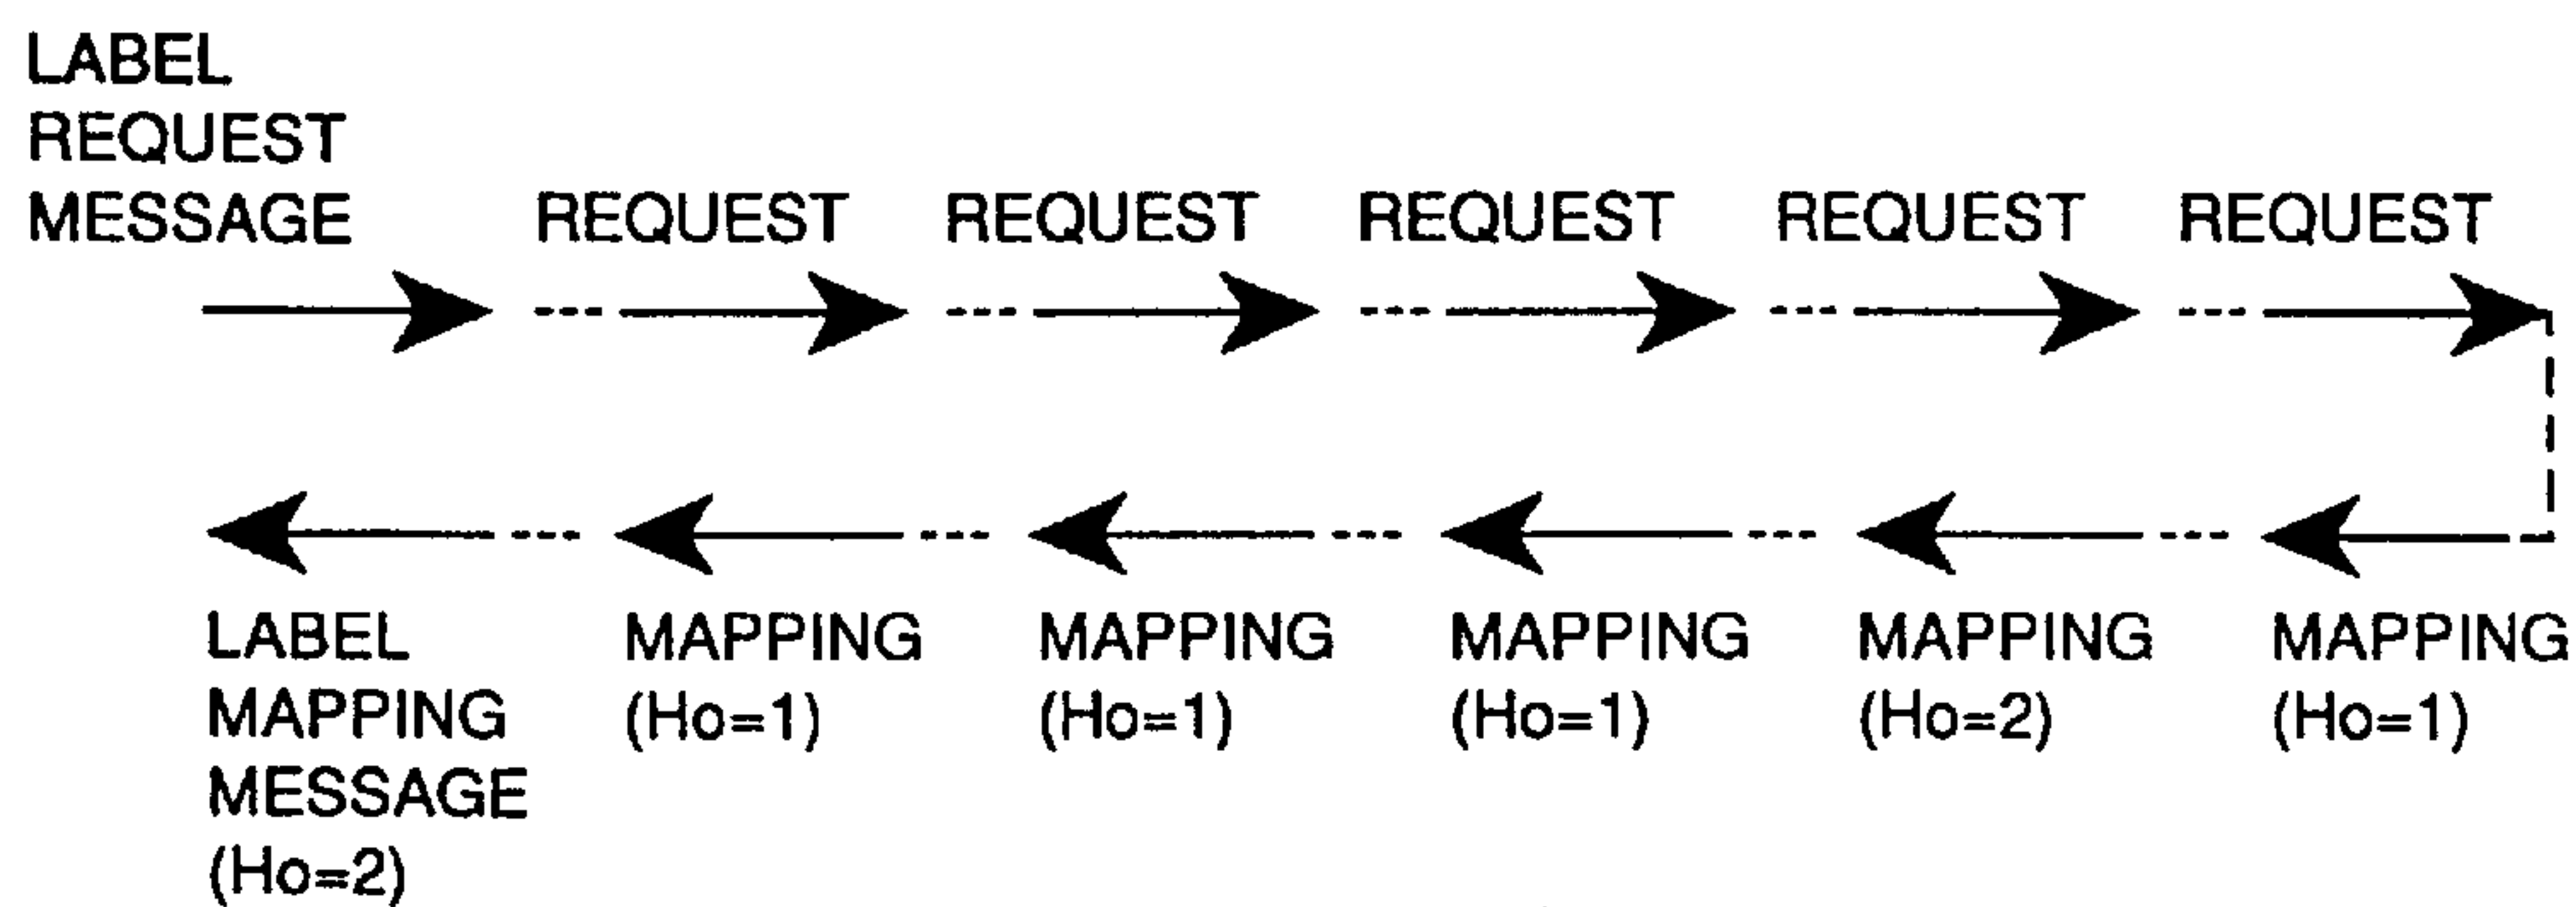 LABEL
REQUEST
MESSAGE REQUEST REQUEST REQUEST REQUEST REQUEST
LABEL MAPPING MAPPING MAPPING MAPPING MAPPING
MAPPING (Ho=1) (Ho=1) (Ho=1) (Ho=2) (Ho=1)
MESSAGE
(Ho=2)